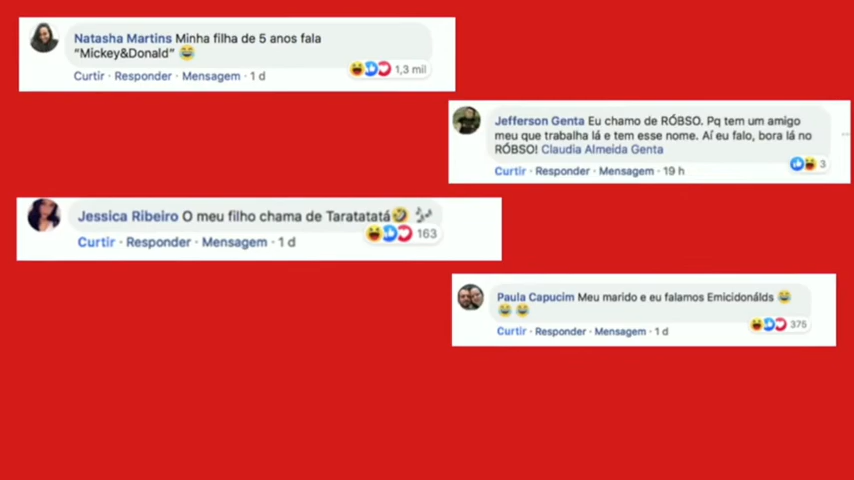 Natasha Martins Minha filha de 5 anos fala
“Mickey&Donald” 😂
Curtir · Responder · Mensagem · 1 d
1,3 mil
Jefferson Genta Eu chamo de RÓBSO. Pq tem um amigo
meu que trabalha lá e tem esse nome. Aí eu falo, bora lá no
RÓBSO! Claudia Almeida Genta
3
Curtir · Responder · Mensagem · 19 h
Jessica Ribeiro O meu filho chama de Taratatatá🤣 🎶
163
Curtir · Responder · Mensagem · 1 d
Paula Capucim Meu marido e eu falamos Emicidonálds 😂
😂 😂
375
Curtir · Responder · Mensagem · 1 d